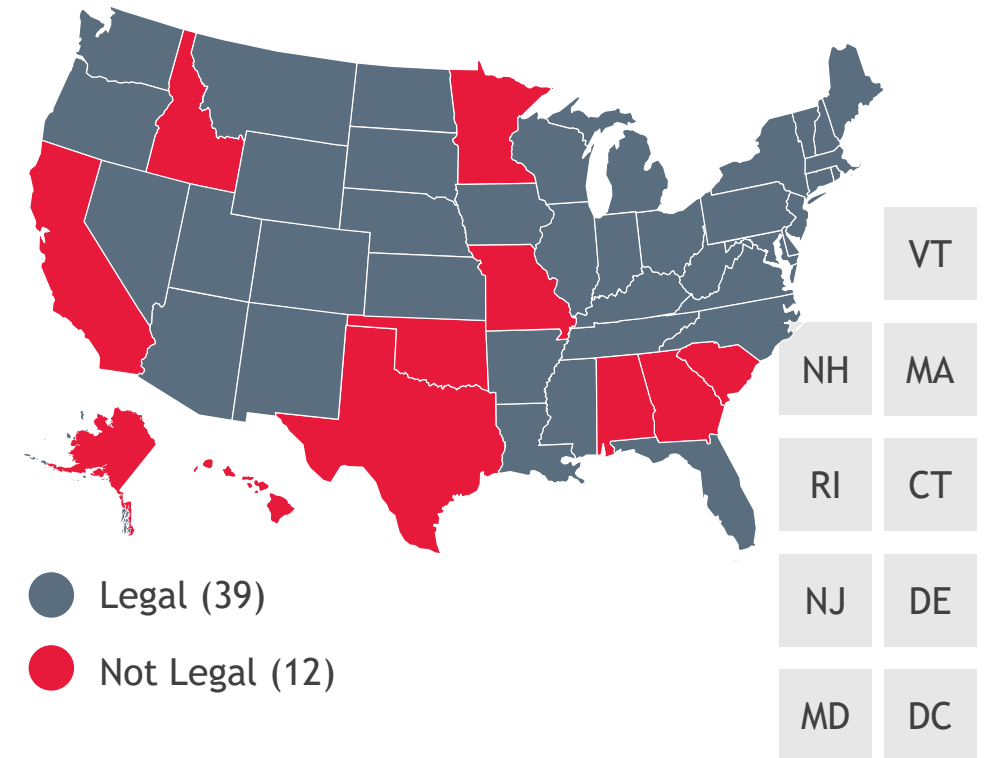 VT
NH MA
RI CT
NJ DE
MD DC
Legal (39)
Not Legal (12)